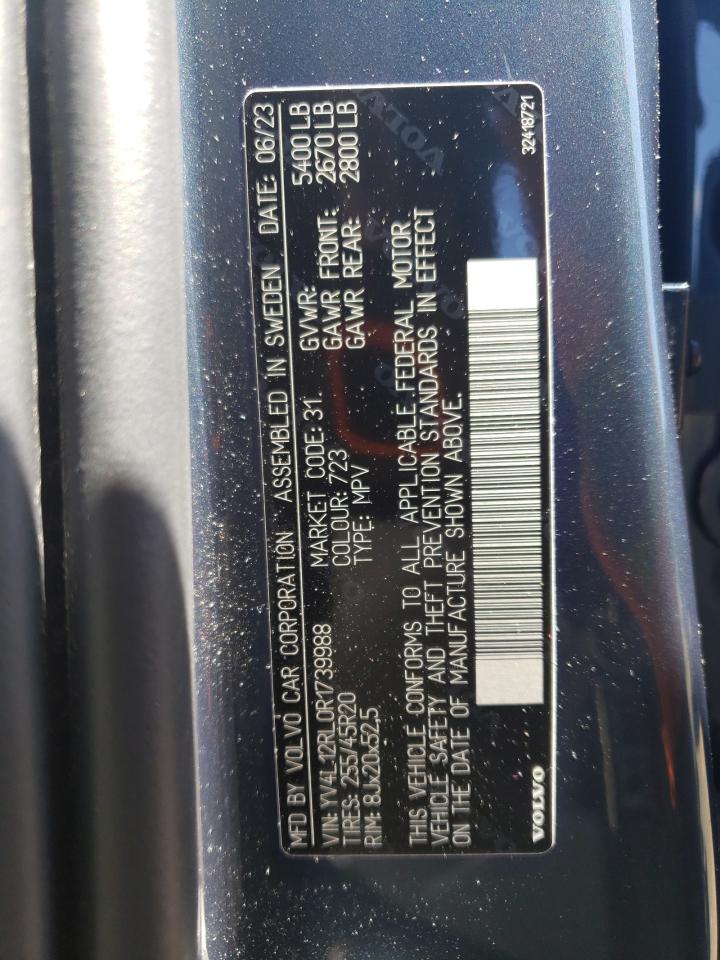 MFD BY VOLVO CAR CORPORATION ASSEMBLED IN SWEDEN DATE: 06/23
VIN: YV4L12RL0R1739988 MARKET CODE: 31 GVWR: 5400 LB
TIRES: 255/45R20 COLOUR: 723 GAWR FRONT: 2670 LB
RIM: 8Jx20x52,5 TYPE: MPV GAWR REAR: 2800 LB
THIS VEHICLE CONFORMS TO ALL APPLICABLE FEDERAL MOTOR
VEHICLE SAFETY AND THEFT PREVENTION STANDARDS IN EFFECT
ON THE DATE OF MANUFACTURE SHOWN ABOVE.
VOLVO 32418721